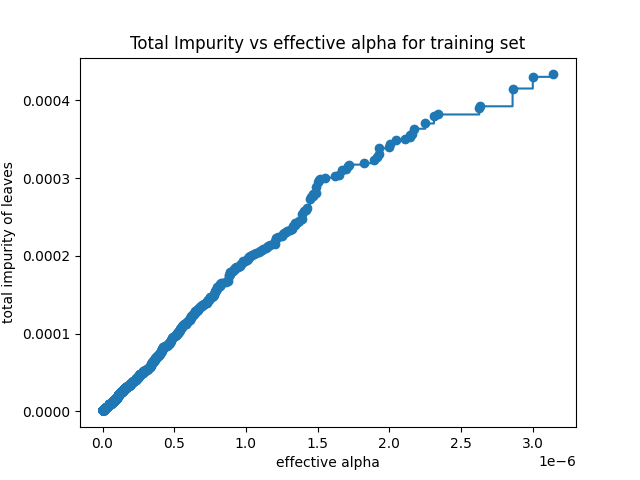 Total Impurity vs effective alpha for training set
total impurity of leaves
0.0004
0.0003
0.0002
0.0001
0.0000
0.0 0.5 1.0 1.5 2.0 2.5 3.0
1e−6
effective alpha